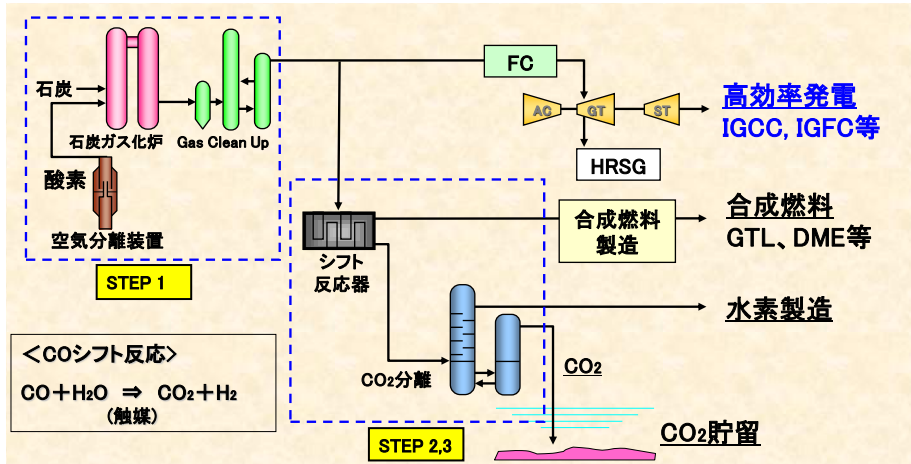 石炭
石炭ガス化炉
Gas Clean Up
酸素
空気分離装置
STEP 1
FC
AC
GT
ST
HRSG
高効率発電
IGCC, IGFC等
シフト
反応器
合成燃料
製造
合成燃料
GTL、DME等
水素製造
CO2分離
CO2
CO2貯留
STEP 2,3
＜COシフト反応＞
CO＋H2O ⇒ CO2＋H2
(触媒)